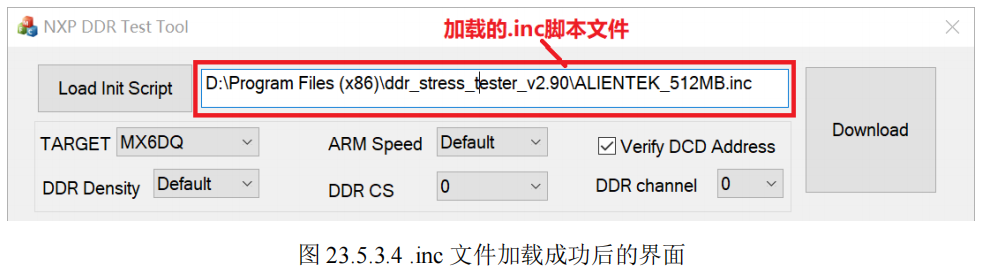 NXP DDR Test Tool
加载的.inc脚本文件
Load Init Script
D:\Program Files (x86)\ddr_stress_tester_v2.90\ALIENTEK_512MB.inc
Download
TARGET MX6DQ ARM Speed Default Verify DCD Address
DDR Density Default DDR CS 0 DDR channel 0
图 23.5.3.4 .inc 文件加载成功后的界面